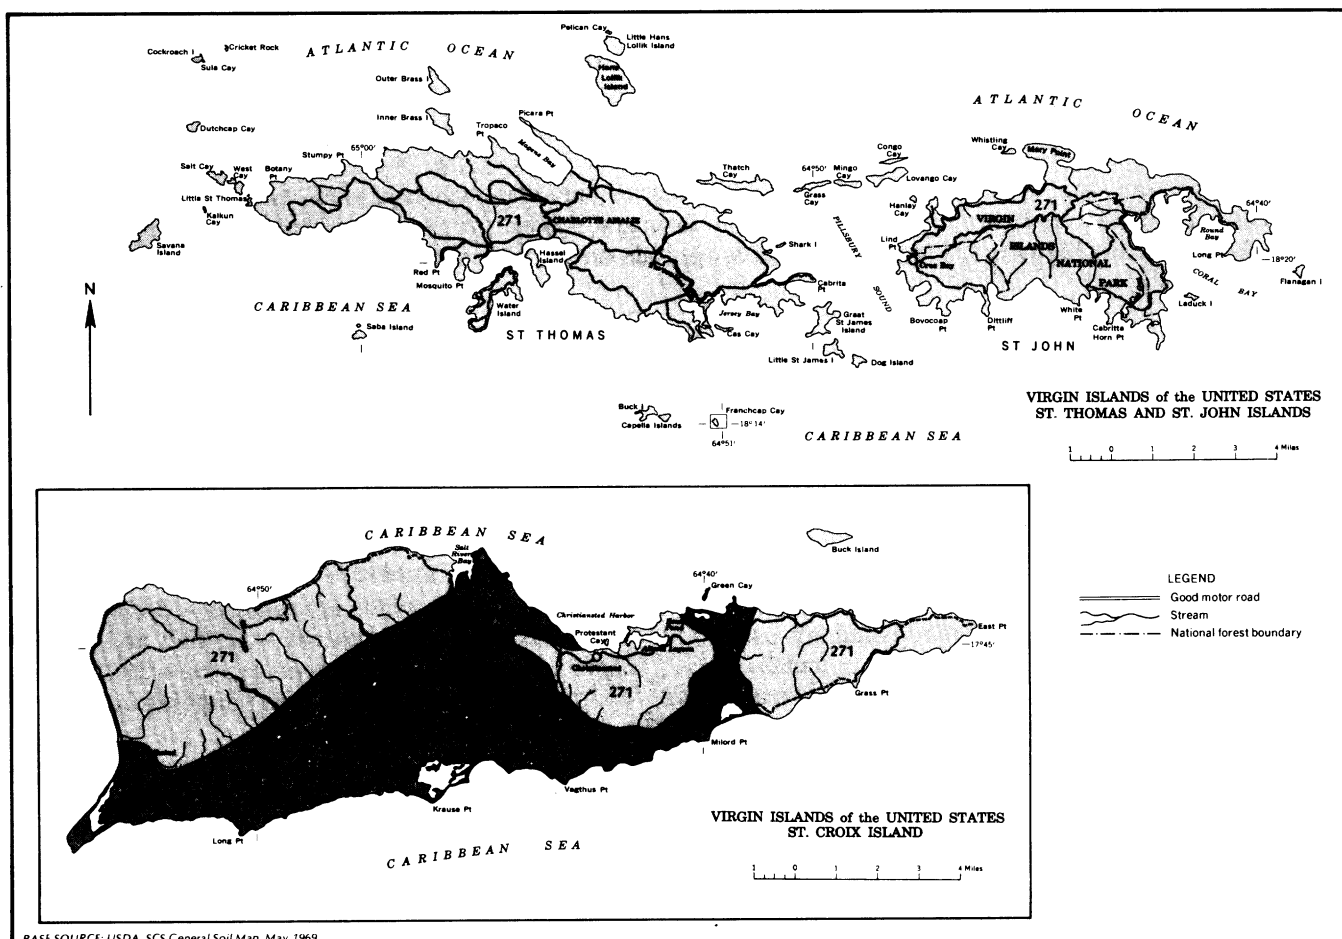 Pelican Cay
Little Hans
Lollik Island
Cricket Rock
Cockroach I
Sula Cay
ATLANTIC OCEAN
Hans
Lollik
Island
Outer Brass I
ATLANTIC OCEAN
Inner Brass I
Picara Pt
Tropaco
Pt
Dutchcap Cay
Magens Bay
Whistling
Cay
Mary Point
65°00'
Stumpy Pt
Congo
Cay
Salt Cay
West
Cay
Botany
Pt
Thatch
Cay
64°50'
Mingo
Cay
Lovango Cay
Grass
Cay
Little St Thomas
Kalkun
Cay
Hanley
Cay
271
64°40'
271
CHARLOTTE AMALIE
VIRGIN
PILLSBURY
SOUND
Savana
Island
Shark I
Lind
Pt
ISLANDS
Round
Bay
Hassel
Island
Long Pt
18°20'
Red Pt
Cruz Bay
NATIONAL
CORAL BAY
Flanagan I
Mosquito Pt
Cabrita
Pt
PARK
N
CARIBBEAN SEA
Water
Island
Jersey Bay
Laduck I
Great
St James
Island
Bovocoap
Pt
Dittliff
Pt
White
Pt
Cabritte
Horn Pt
Saba Island
ST THOMAS
Cas Cay
ST JOHN
Little St James I
Dog Island
VIRGIN ISLANDS of the UNITED STATES
ST. THOMAS AND ST. JOHN ISLANDS
Buck I
Capella Islands
Franchcap Cay
18°14'
64°51'
CARIBBEAN SEA
1 0 1 2 3 4 Miles
CARIBBEAN SEA
Salt
River
Bay
Buck Island
64°50'
64°40'
Green Cay
Christiansted Harbor
Protestant
Cay
East Pt
17°45'
271
Christiansted
271
271
Grass Pt
Milord Pt
Vagthus Pt
Krause Pt
Long Pt
CARIBBEAN SEA
VIRGIN ISLANDS of the UNITED STATES
ST. CROIX ISLAND
1 0 1 2 3 4 Miles
LEGEND
Good motor road
Stream
National forest boundary
BASE SOURCE: USDA, SCS General Soil Map, May, 1969